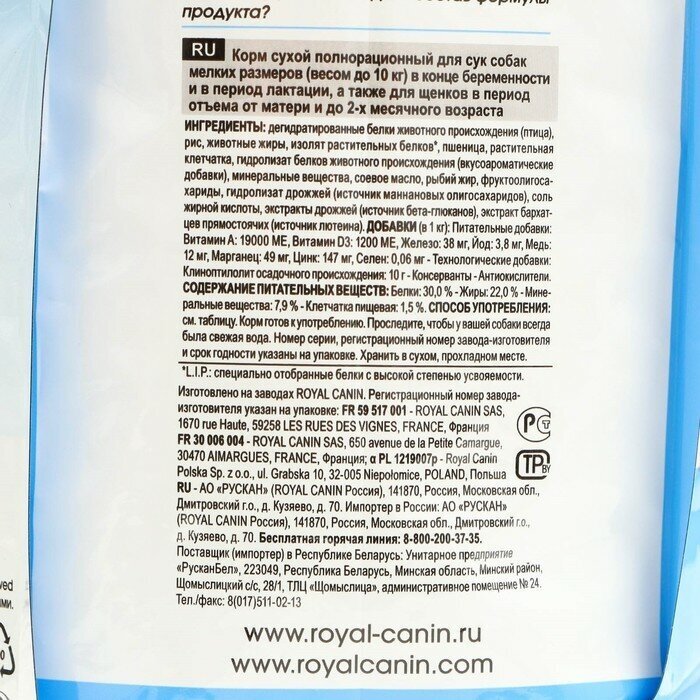 формулы
продукта?
RU Корм сухой полнорационный для сук собак
мелких размеров (весом до 10 кг) в конце беременности
и в период лактации, а также для щенков в период
отъема от матери и до 2-х месячного возраста
ИНГРЕДИЕНТЫ: дегидратированные белки животного происхождения (птица),
рис, животные жиры, изолят растительных белков*, пшеница, растительная
клетчатка, гидролизат белков животного происхождения (вкусоароматические
добавки), минеральные вещества, соевое масло, рыбий жир, фруктоолигоса-
хариды, гидролизат дрожжей (источник маннановых олигосахаридов), соль
жирной кислоты, экстракты дрожжей (источник бета-глюканов), экстракт бархат-
цев прямостоячих (источник лютеина). ДОБАВКИ (в 1 кг): Питательные добавки:
Витамин A: 19000 ME, Витамин D3: 1200 ME, Железо: 38 мг, Йод: 3,8 мг, Медь:
12 мг, Марганец: 49 мг, Цинк: 147 мг, Селен: 0,06 мг - Технологические добавки:
Клиноптилолит осадочного происхождения: 10 г - Консерванты - Антиокислители.
СОДЕРЖАНИЕ ПИТАТЕЛЬНЫХ ВЕЩЕСТВ: Белки: 30,0 % - Жиры: 22,0 % - Мине-
ральные вещества: 7,9 % - Клетчатка пищевая: 1,5 %. СПОСОБ УПОТРЕБЛЕНИЯ:
см. таблицу. Корм готов к употреблению. Проследите, чтобы у вашей собаки всегда
была свежая вода. Номер серии, регистрационный номер завода-изготовителя
и срок годности указаны на упаковке. Хранить в сухом, прохладном месте.
*L.I.P.: специально отобранные белки с высокой степенью усвояемости.
Изготовлено на заводах ROYAL CANIN. Регистрационный номер завода-
изготовителя указан на упаковке: FR 59 517 001 - ROYAL CANIN SAS,
1670 rue Haute, 59258 LES RUES DES VIGNES, FRANCE, Франция
FR 30 006 004 - ROYAL CANIN SAS, 650 avenue de la Petite Camargue,
30470 AIMARGUES, FRANCE, Франция; α PL 1219007p - Royal Canin
Polska Sp. z o.o., ul. Grabska 10, 32-005 Niepołomice, POLAND, Польша
RU - АО «РУСКАН» (ROYAL CANIN Россия), 141870, Россия, Московская обл.,
Дмитровский г.о., д. Кузяево, д. 70. Импортер в России: АО «РУСКАН»
(ROYAL CANIN Россия), 141870, Россия, Московская обл., Дмитровский г.о.,
д. Кузяево, д. 70. Бесплатная горячая линия: 8-800-200-37-35.
Поставщик (импортер) в Республике Беларусь: Унитарное предприятие
«РусканБел», 223049, Республика Беларусь, Минская область, Минский район,
Щомыслицкий с/с, 28/1, ТЛЦ «Щомыслица», административное помещение № 24.
Тел./факс: 8(017)511-02-13
РСТ
TP BY
www.royal-canin.ru
www.royalcanin.com